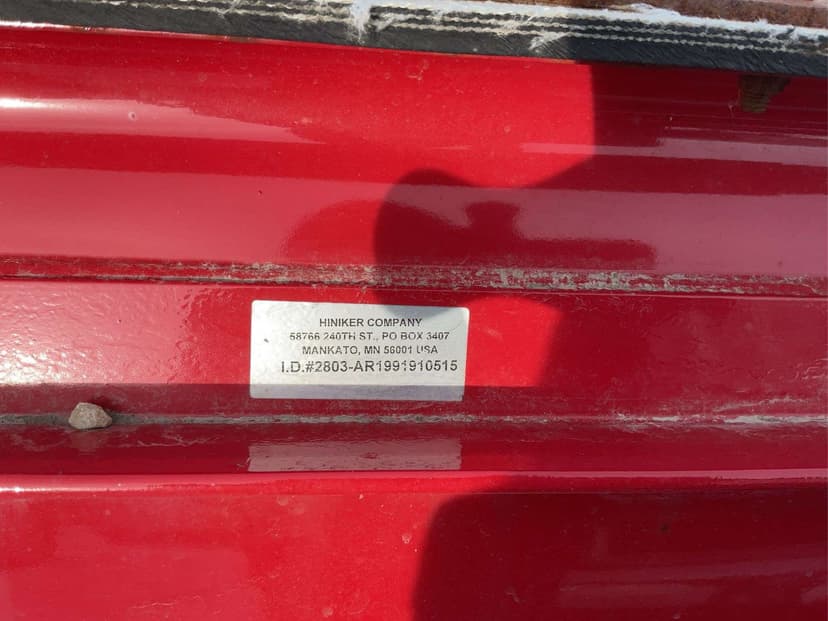 HINIKER COMPANY
58766 240TH ST., PO BOX 3407
MANKATO, MN 56001 USA
I.D.#2803-AR1991910515